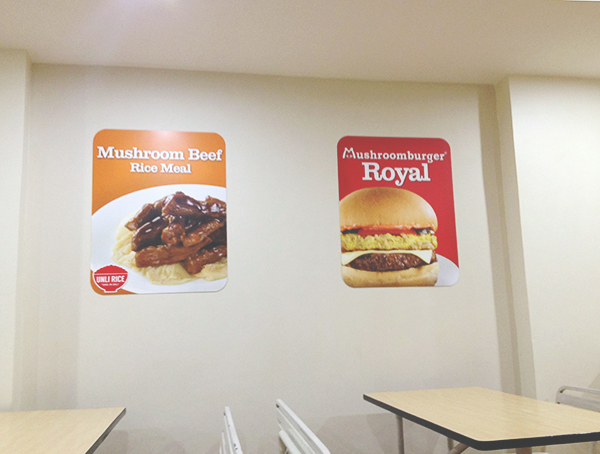 Mushroom Beef
Rice Meal
UNLI RICE
Mushroomburger
Royal